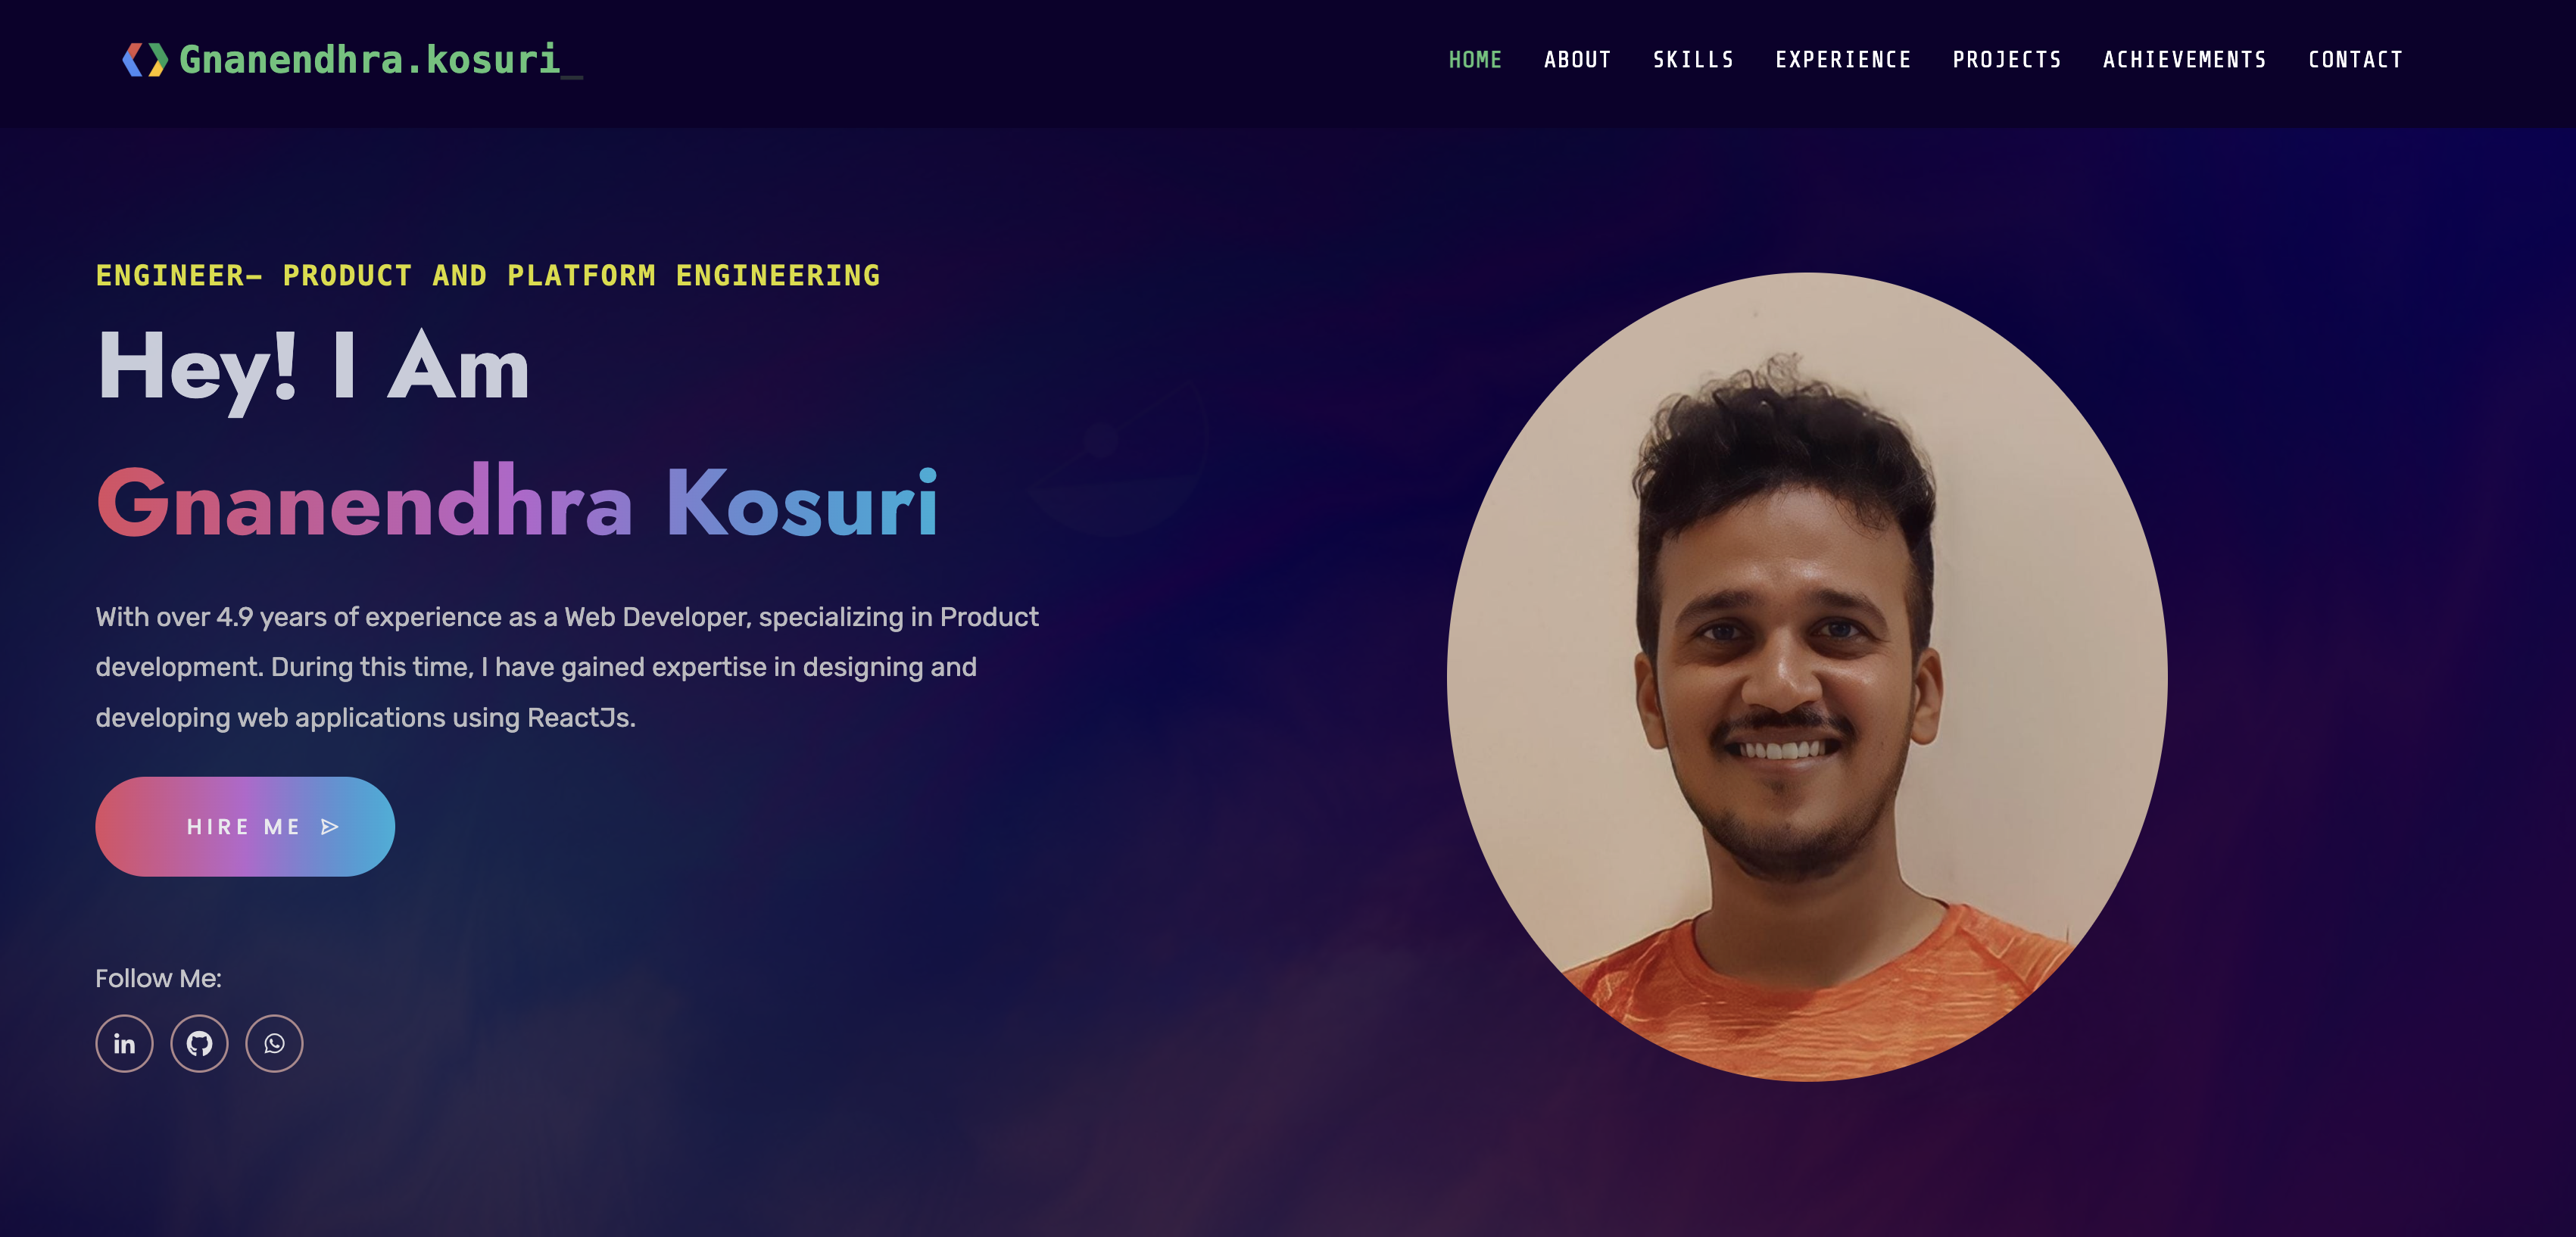 Gnanendhra.kosuri_
HOME ABOUT SKILLS EXPERIENCE PROJECTS ACHIEVEMENTS CONTACT
ENGINEER– PRODUCT AND PLATFORM ENGINEERING
Hey! I Am
Gnanendhra Kosuri
With over 4.9 years of experience as a Web Developer, specializing in Product
development. During this time, I have gained expertise in designing and
developing web applications using ReactJs.
HIRE ME
Follow Me:
in